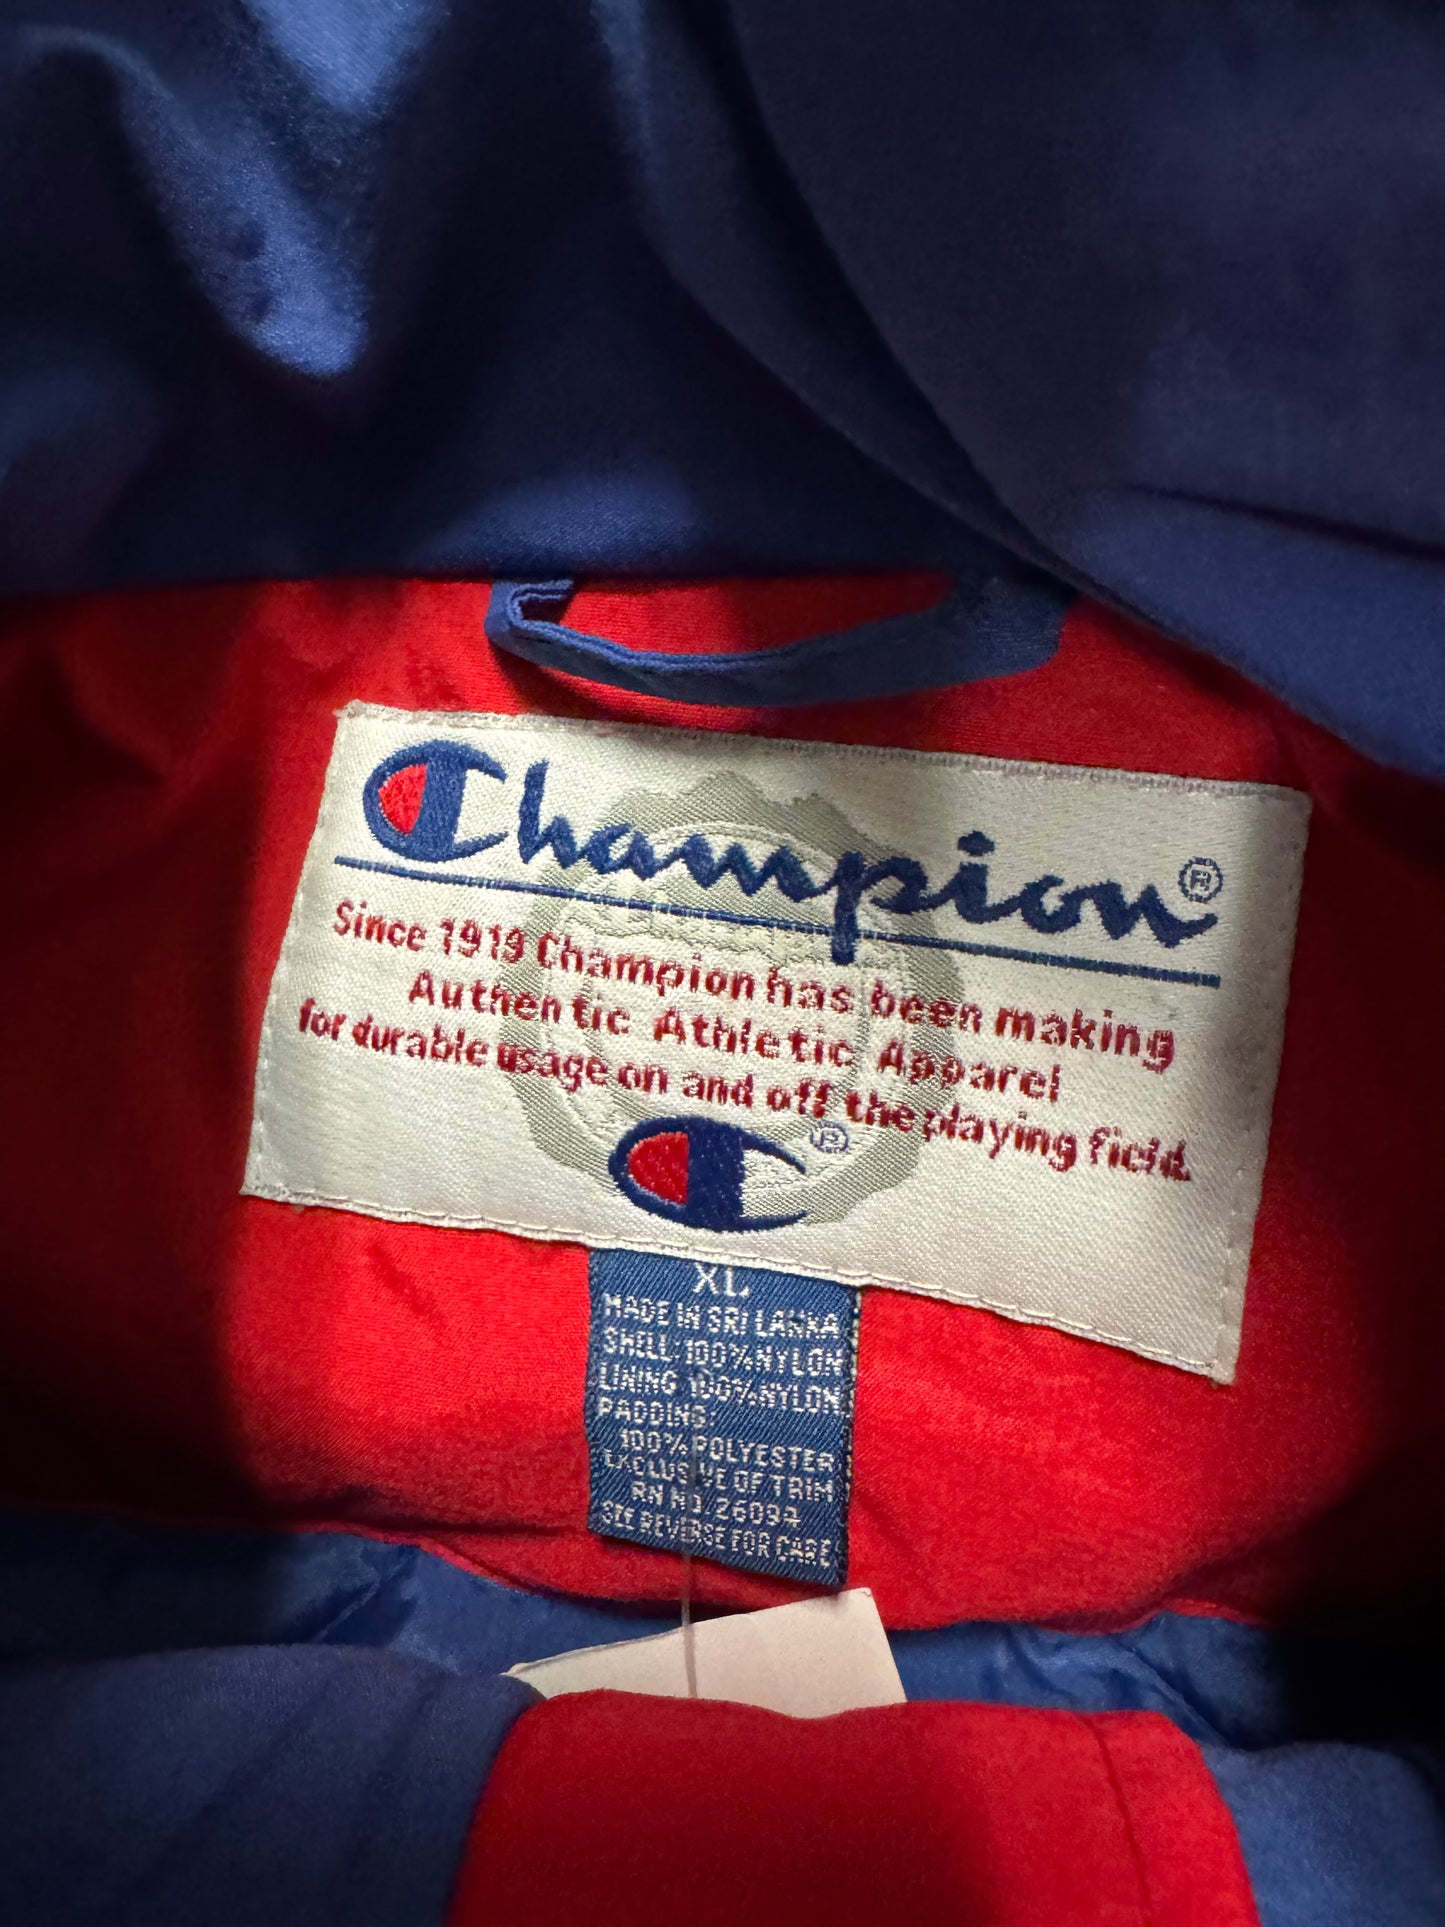 Champion®
Since 1919 Champion has been making
Authentic Athletic Apparel
for durable usage on and off the playing field.
®
XL
MADE IN SRI LANKA
SHELL: 100% NYLON
LINING 100% NYLON
PADDING:
100% POLYESTER
EXCLUSIVE OF TRIM
RN NO. 26094
SEE REVERSE FOR CARE